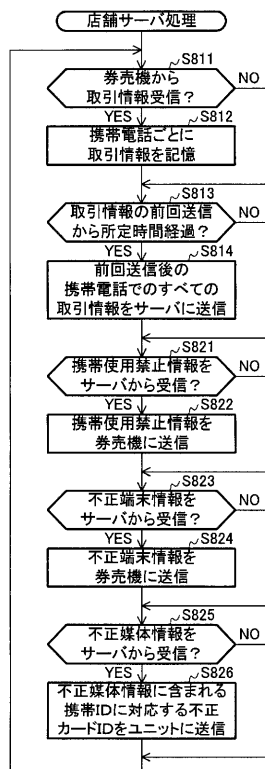 店舗サーバ処理
S811
券売機から
取引情報受信?
NO
YES
S812
携帯電話ごとに
取引情報を記憶
S813
取引情報の前回送信
から所定時間経過?
NO
YES
S814
前回送信後の
携帯電話でのすべての
取引情報をサーバに送信
S821
携帯使用禁止情報を
サーバから受信?
NO
YES
S822
携帯使用禁止情報を
券売機に送信
S823
不正端末情報を
サーバから受信?
NO
YES
S824
不正端末情報を
券売機に送信
S825
不正媒体情報を
サーバから受信?
NO
YES
S826
不正媒体情報に含まれる
携帯IDに対応する不正
カードIDをユニットに送信